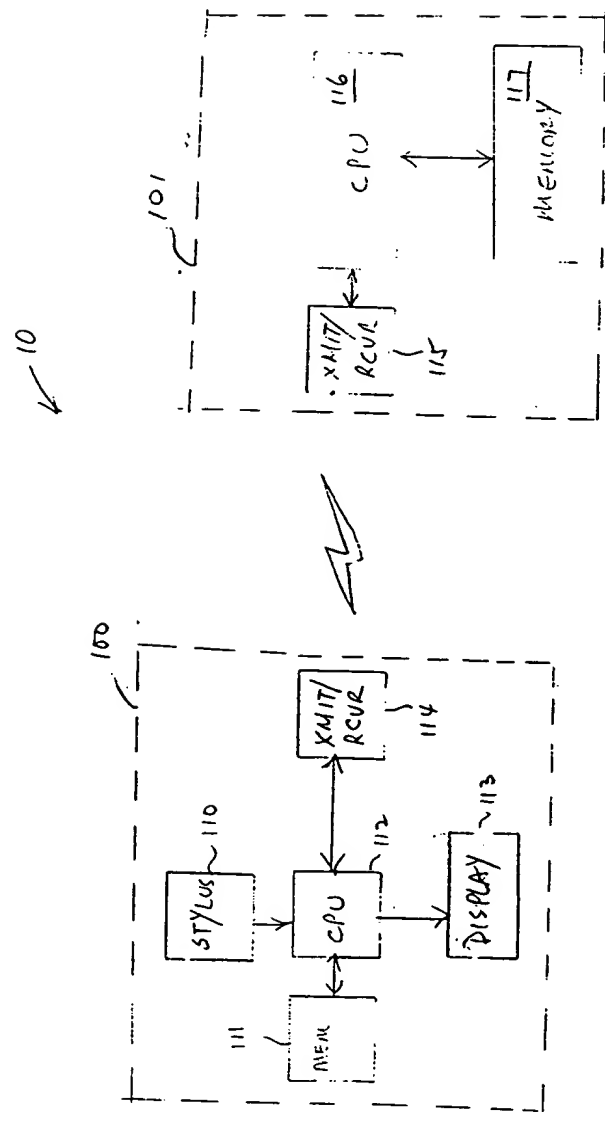 10
100
101
STYLUS
110
111
MEM
CPU
112
XMIT/
RCVR
114
DISPLAY
113
XMIT/
RCVR
115
CPU
116
MEMORY
117